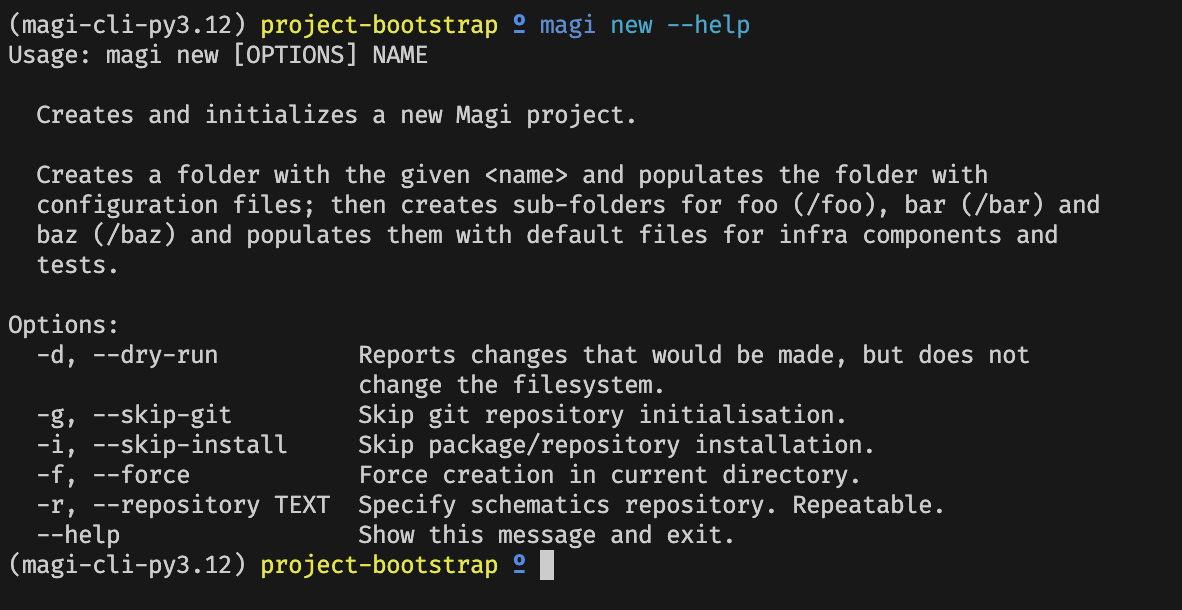 (magi-cli-py3.12) project-bootstrap º magi new --help
Usage: magi new [OPTIONS] NAME
Creates and initializes a new Magi project.
Creates a folder with the given <name> and populates the folder with
configuration files; then creates sub-folders for foo (/foo), bar (/bar) and
baz (/baz) and populates them with default files for infra components and
tests.
Options:
-d, --dry-run Reports changes that would be made, but does not
change the filesystem.
-g, --skip-git Skip git repository initialisation.
-i, --skip-install Skip package/repository installation.
-f, --force Force creation in current directory.
-r, --repository TEXT Specify schematics repository. Repeatable.
--help Show this message and exit.
(magi-cli-py3.12) project-bootstrap º